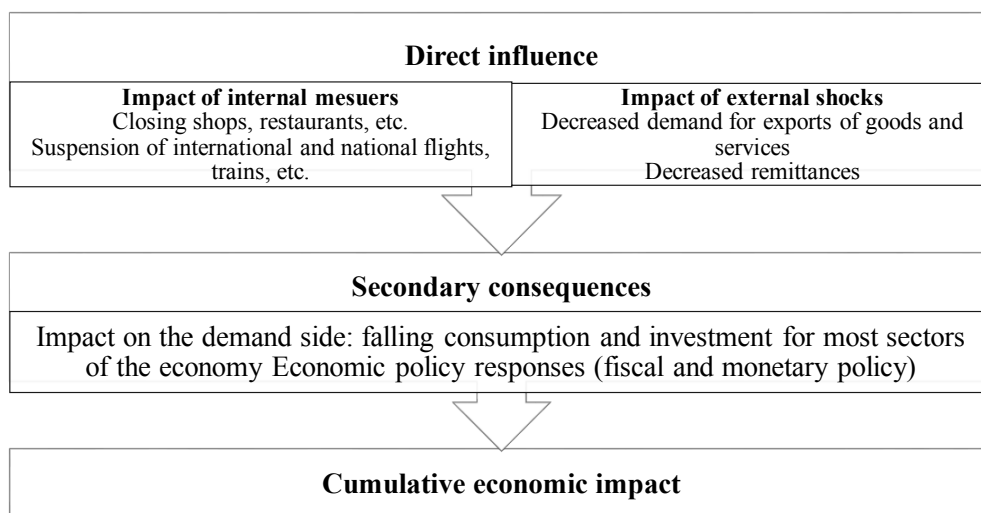 Direct influence
Impact of internal mesuers
Closing shops, restaurants, etc.
Suspension of international and national flights,
trains, etc.
Impact of external shocks
Decreased demand for exports of goods and
services
Decreased remittances
Secondary consequences
Impact on the demand side: falling consumption and investment for most sectors
of the economy Economic policy responses (fiscal and monetary policy)
Cumulative economic impact